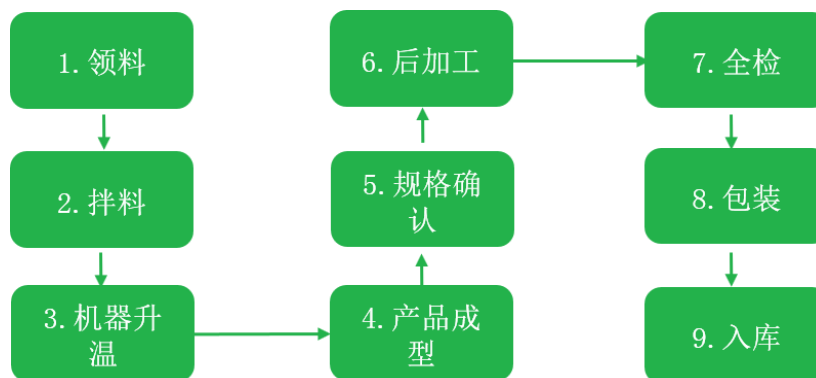 1. 领料
2. 拌料
3. 机器升
温
4. 产品成
型
5. 规格确
认
6. 后加工
7. 全检
8. 包装
9. 入库